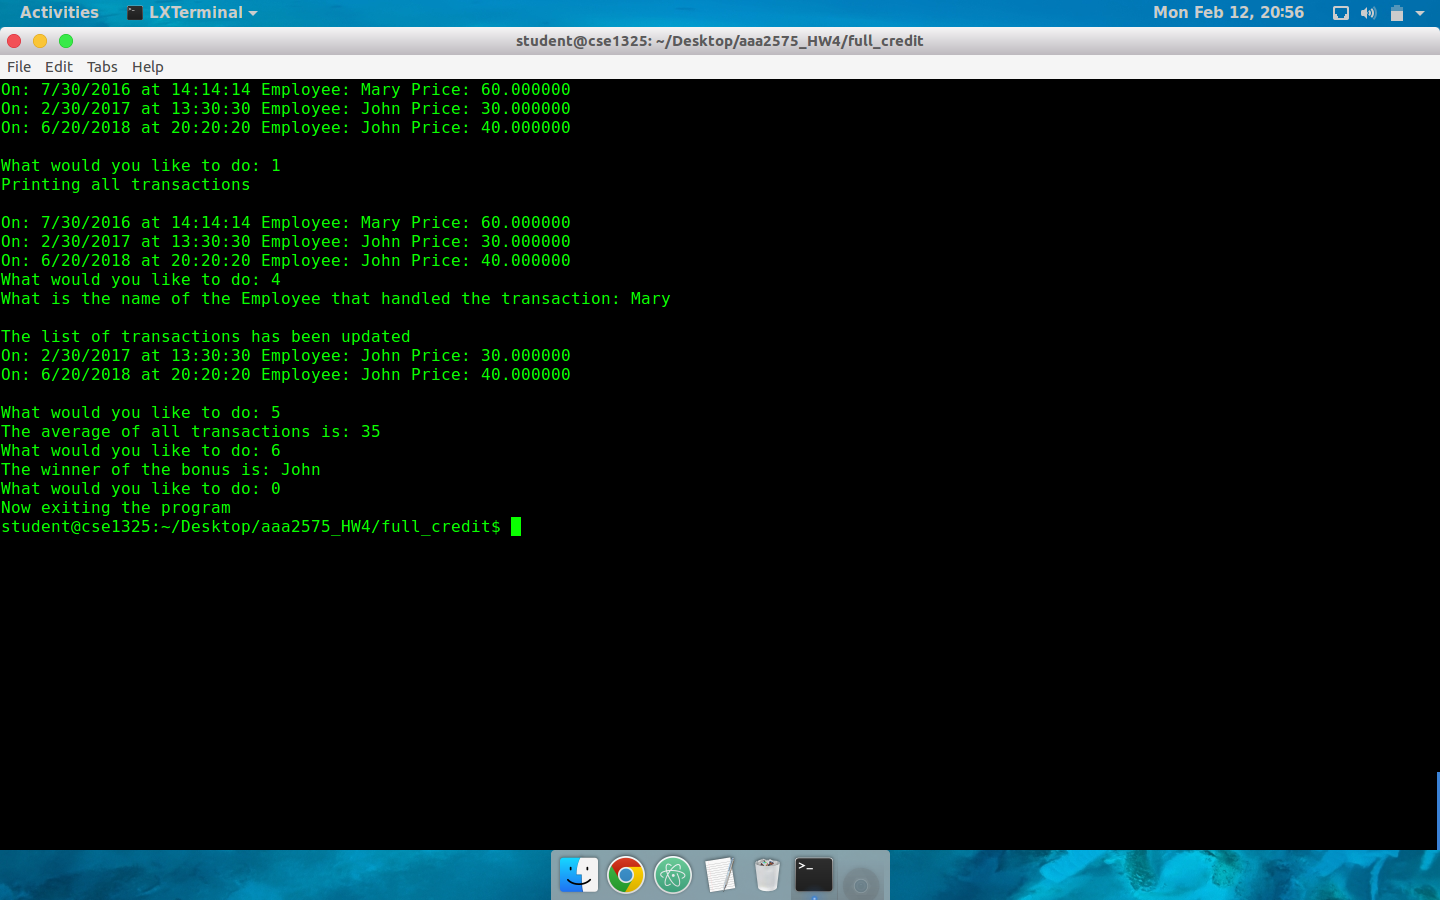 Activities LXTerminal Mon Feb 12, 20:56
student@cse1325: ~/Desktop/aaa2575_HW4/full_credit
File Edit Tabs Help
On: 7/30/2016 at 14:14:14 Employee: Mary Price: 60.000000
On: 2/30/2017 at 13:30:30 Employee: John Price: 30.000000
On: 6/20/2018 at 20:20:20 Employee: John Price: 40.000000
What would you like to do: 1
Printing all transactions
On: 7/30/2016 at 14:14:14 Employee: Mary Price: 60.000000
On: 2/30/2017 at 13:30:30 Employee: John Price: 30.000000
On: 6/20/2018 at 20:20:20 Employee: John Price: 40.000000
What would you like to do: 4
What is the name of the Employee that handled the transaction: Mary
The list of transactions has been updated
On: 2/30/2017 at 13:30:30 Employee: John Price: 30.000000
On: 6/20/2018 at 20:20:20 Employee: John Price: 40.000000
What would you like to do: 5
The average of all transactions is: 35
What would you like to do: 6
The winner of the bonus is: John
What would you like to do: 0
Now exiting the program
student@cse1325:~/Desktop/aaa2575_HW4/full_credit$